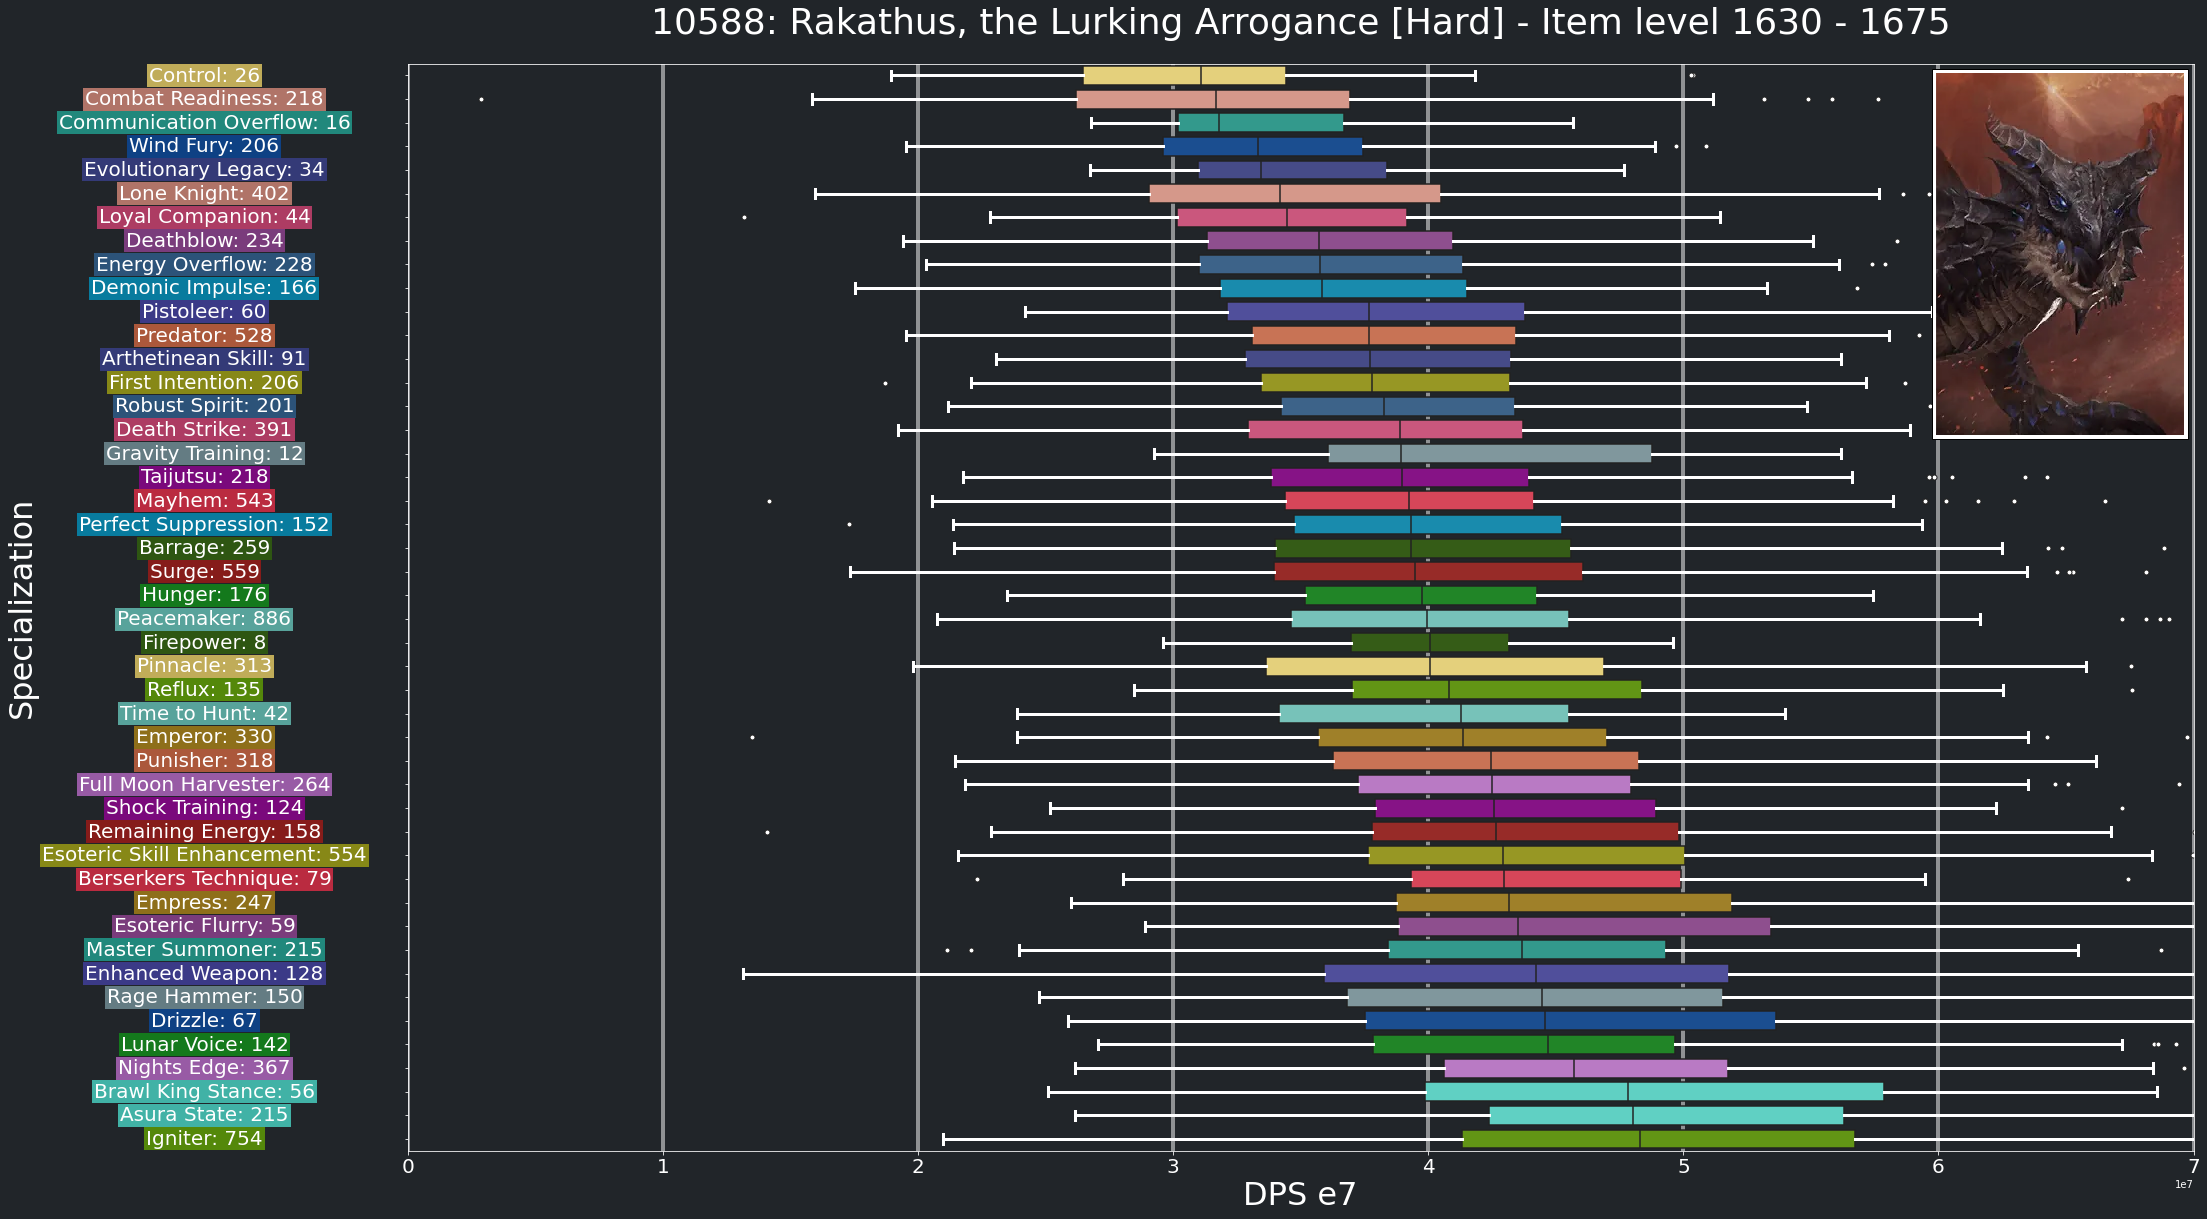 10588: Rakathus, the Lurking Arrogance [Hard] - Item level 1630 - 1675
Specialization
Control: 26
Combat Readiness: 218
Communication Overflow: 16
Wind Fury: 206
Evolutionary Legacy: 34
Lone Knight: 402
Loyal Companion: 44
Deathblow: 234
Energy Overflow: 228
Demonic Impulse: 166
Pistoleer: 60
Predator: 528
Arthetinean Skill: 91
First Intention: 206
Robust Spirit: 201
Death Strike: 391
Gravity Training: 12
Taijutsu: 218
Mayhem: 543
Perfect Suppression: 152
Barrage: 259
Surge: 559
Hunger: 176
Peacemaker: 886
Firepower: 8
Pinnacle: 313
Reflux: 135
Time to Hunt: 42
Emperor: 330
Punisher: 318
Full Moon Harvester: 264
Shock Training: 124
Remaining Energy: 158
Esoteric Skill Enhancement: 554
Berserkers Technique: 79
Empress: 247
Esoteric Flurry: 59
Master Summoner: 215
Enhanced Weapon: 128
Rage Hammer: 150
Drizzle: 67
Lunar Voice: 142
Nights Edge: 367
Brawl King Stance: 56
Asura State: 215
Igniter: 754
0 1 2 3 4 5 6 7
1e7
DPS e7